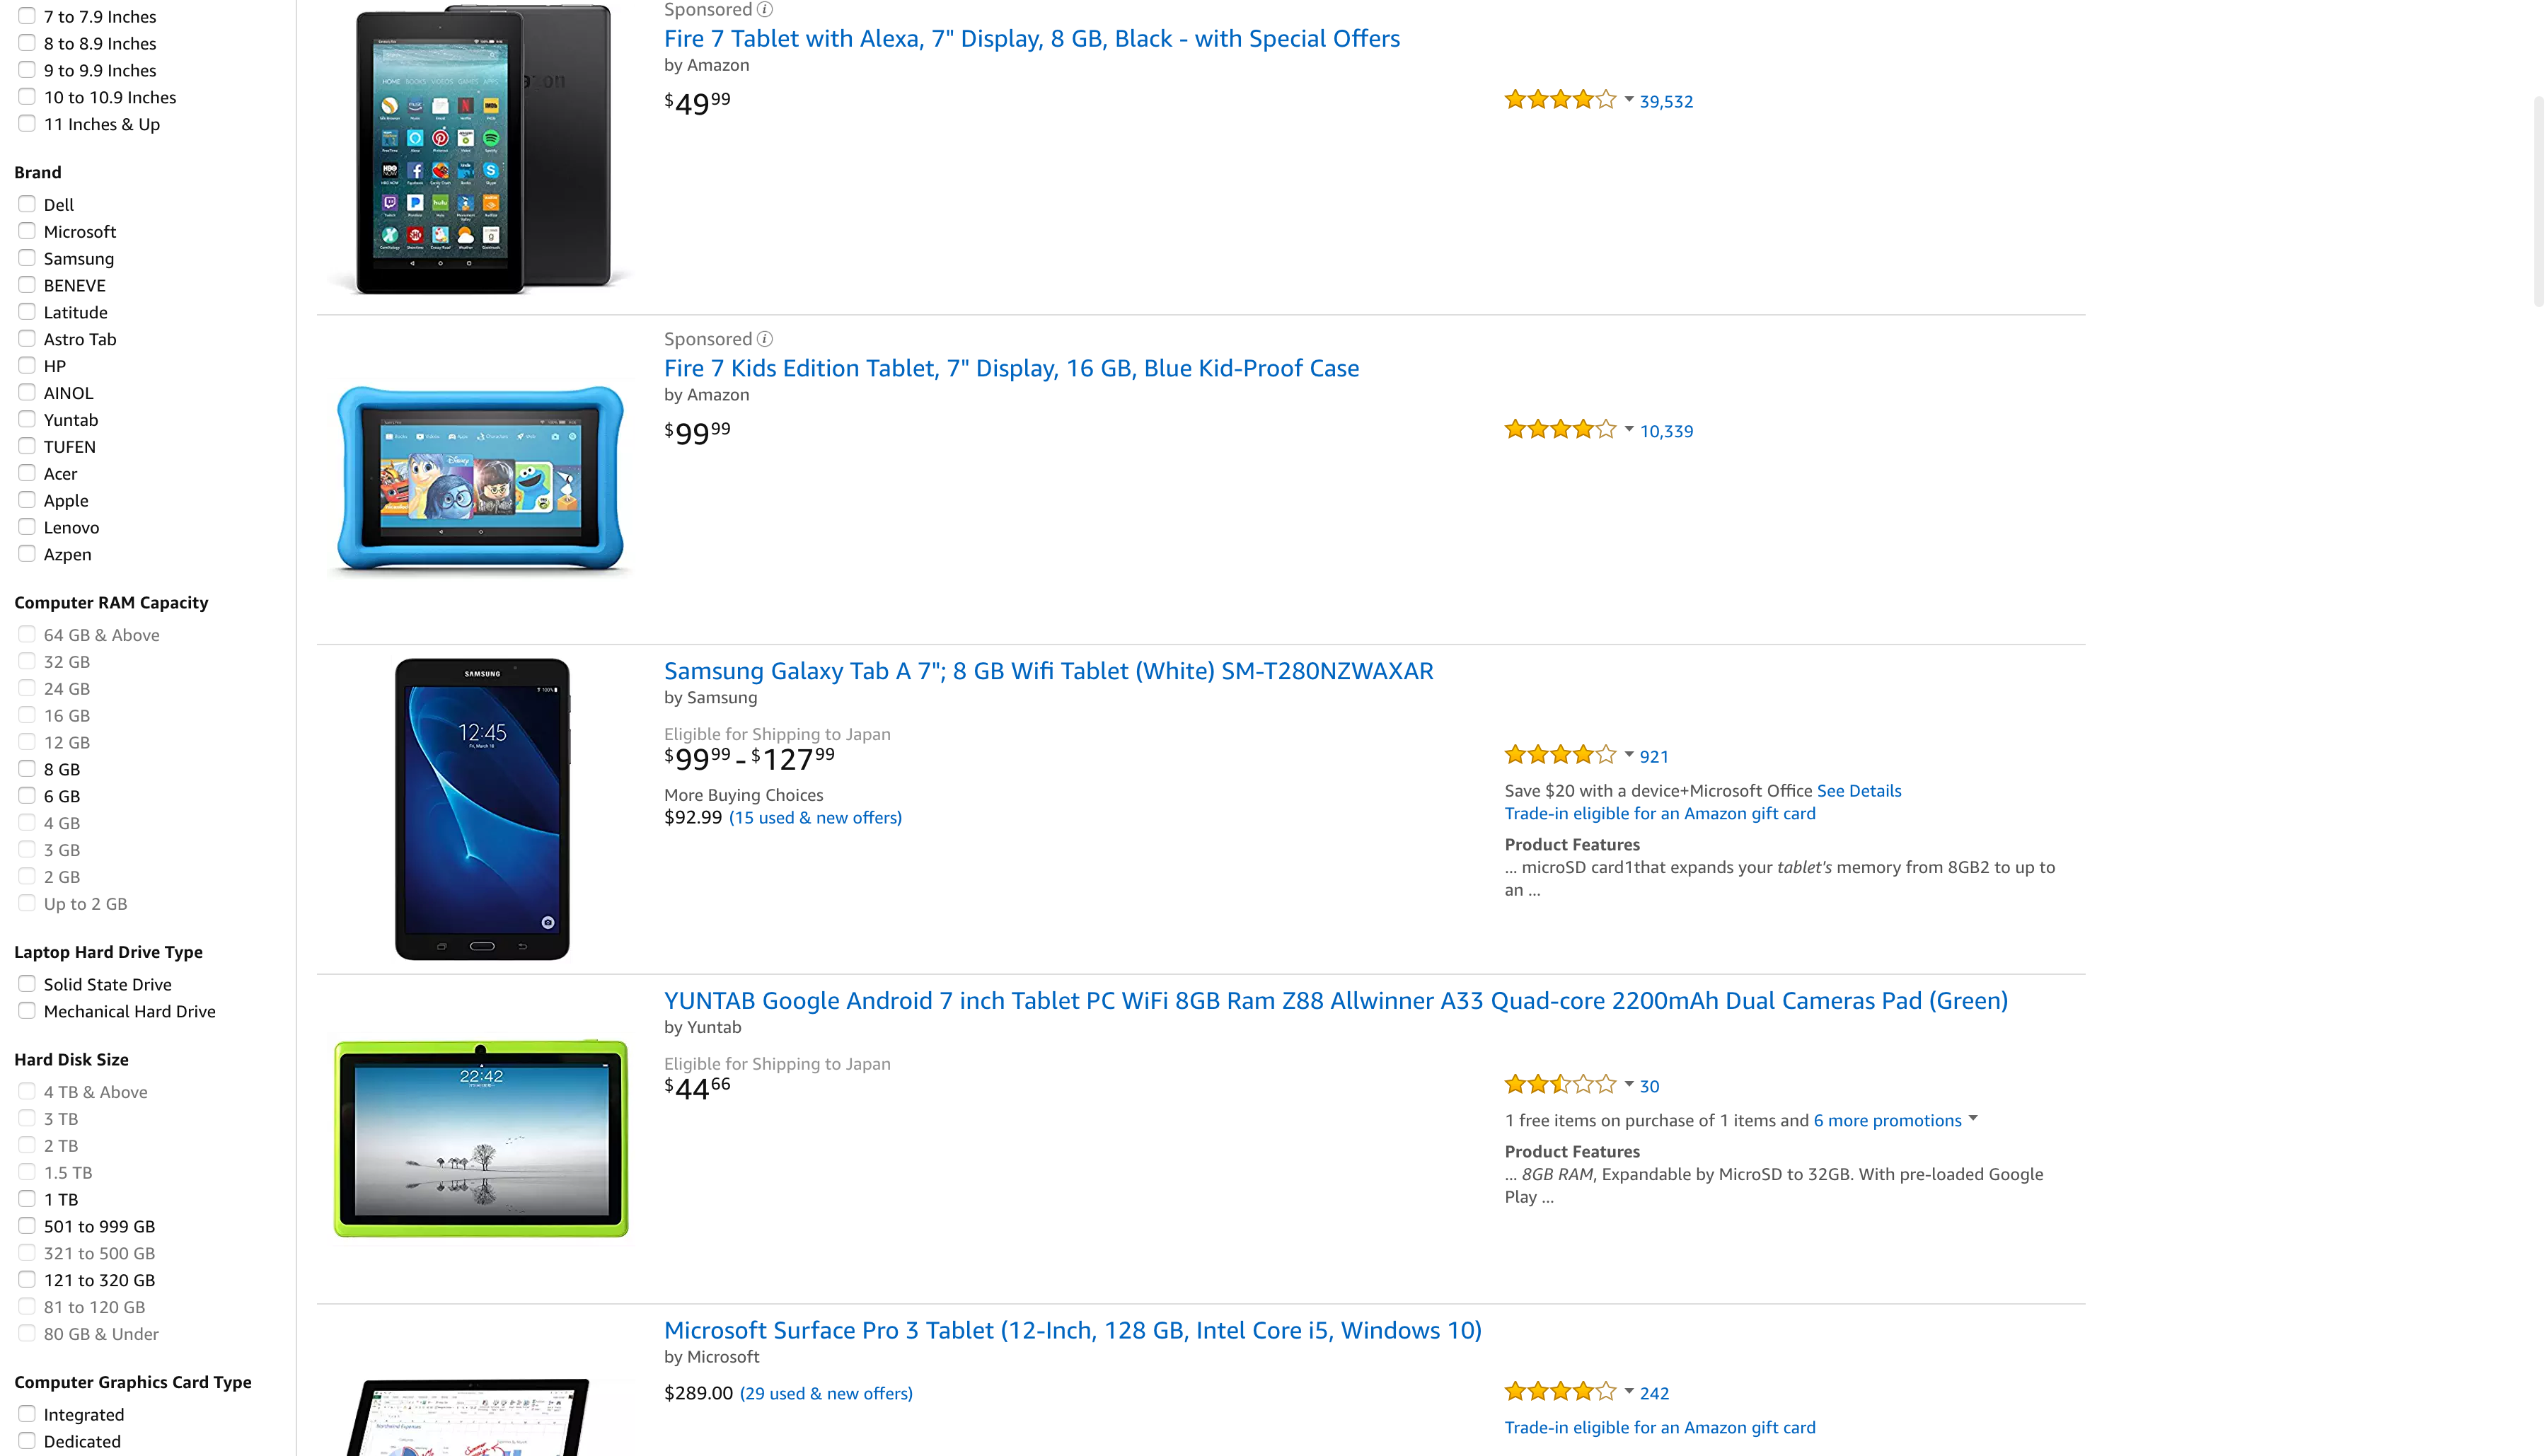 7 to 7.9 Inches
8 to 8.9 Inches
9 to 9.9 Inches
10 to 10.9 Inches
11 Inches & Up
Brand
Dell
Microsoft
Samsung
BENEVE
Latitude
Astro Tab
HP
AINOL
Yuntab
TUFEN
Acer
Apple
Lenovo
Azpen
Computer RAM Capacity
64 GB & Above
32 GB
24 GB
16 GB
12 GB
8 GB
6 GB
4 GB
3 GB
2 GB
Up to 2 GB
Laptop Hard Drive Type
Solid State Drive
Mechanical Hard Drive
Hard Disk Size
4 TB & Above
3 TB
2 TB
1.5 TB
1 TB
501 to 999 GB
321 to 500 GB
121 to 320 GB
81 to 120 GB
80 GB & Under
Computer Graphics Card Type
Integrated
Dedicated
Sponsored
Fire 7 Tablet with Alexa, 7" Display, 8 GB, Black - with Special Offers
by Amazon
$49 99
39,532
HOME BOOKS VIDEOS GAMES APPS
Sponsored
Fire 7 Kids Edition Tablet, 7" Display, 16 GB, Blue Kid-Proof Case
by Amazon
$99 99
10,339
Disney
Samsung Galaxy Tab A 7"; 8 GB Wifi Tablet (White) SM-T280NZWAXAR
by Samsung
Eligible for Shipping to Japan
$99 99 - $127 99
More Buying Choices
$92.99 (15 used & new offers)
921
Save $20 with a device+Microsoft Office See Details
Trade-in eligible for an Amazon gift card
Product Features
... microSD card1that expands your tablet's memory from 8GB2 to up to
an ...
SAMSUNG
12:45
YUNTAB Google Android 7 inch Tablet PC WiFi 8GB Ram Z88 Allwinner A33 Quad-core 2200mAh Dual Cameras Pad (Green)
by Yuntab
Eligible for Shipping to Japan
$44 66
30
1 free items on purchase of 1 items and 6 more promotions
Product Features
... 8GB RAM, Expandable by MicroSD to 32GB. With pre-loaded Google
Play ...
22:42
Microsoft Surface Pro 3 Tablet (12-Inch, 128 GB, Intel Core i5, Windows 10)
by Microsoft
$289.00 (29 used & new offers)
242
Trade-in eligible for an Amazon gift card